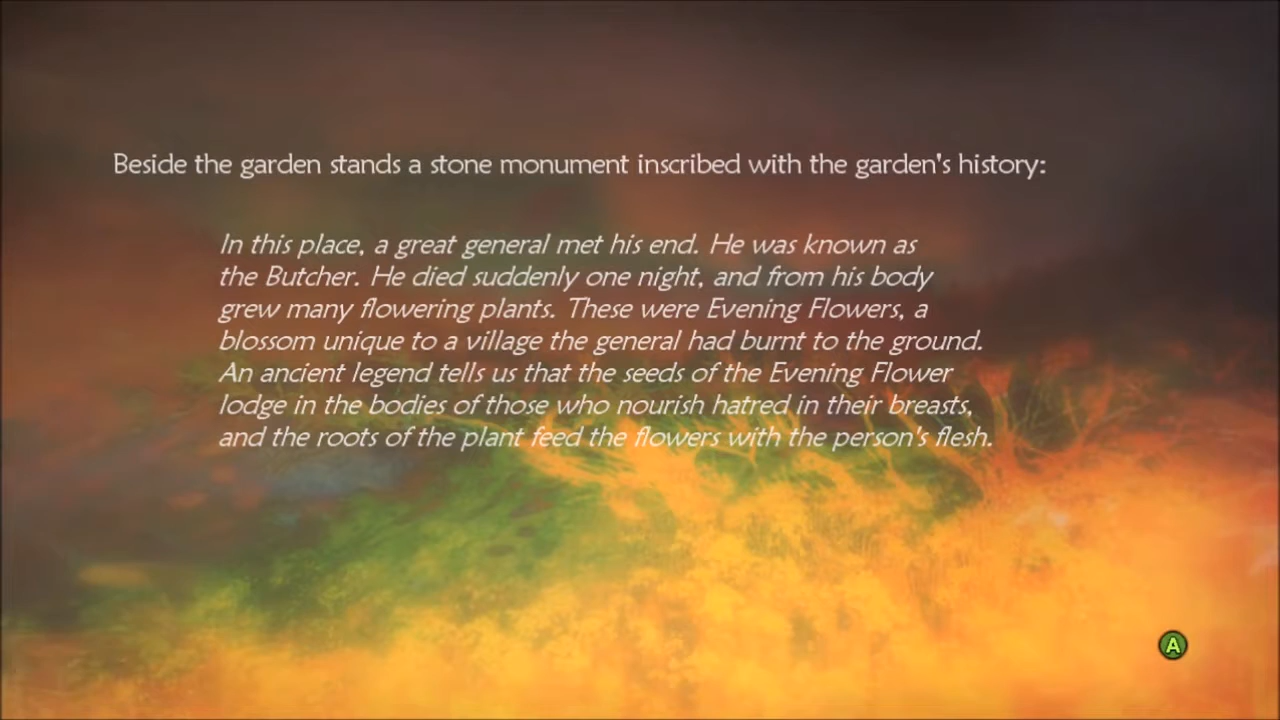 Beside the garden stands a stone monument inscribed with the garden's history:
In this place, a great general met his end. He was known as
the Butcher. He died suddenly one night, and from his body
grew many flowering plants. These were Evening Flowers, a
blossom unique to a village the general had burnt to the ground.
An ancient legend tells us that the seeds of the Evening Flower
lodge in the bodies of those who nourish hatred in their breasts,
and the roots of the plant feed the flowers with the person's flesh.
A